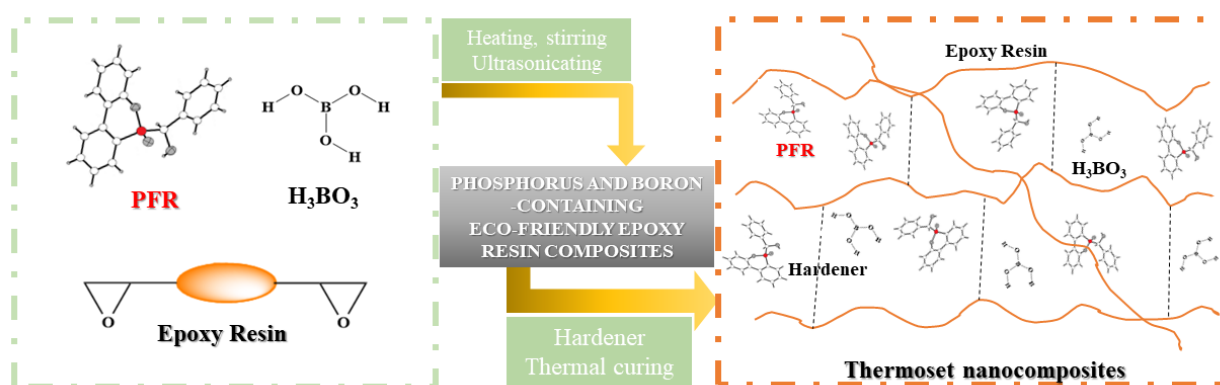 PFR
H
O
B
O
H
O
H
H₃BO₃
O
O
Epoxy Resin
Heating, stirring
Ultrasonicating
PHOSPHORUS AND BORON
-CONTAINING
ECO-FRIENDLY EPOXY
RESIN COMPOSITES
Hardener
Thermal curing
Epoxy Resin
PFR
H₃BO₃
Hardener
Thermoset nanocomposites